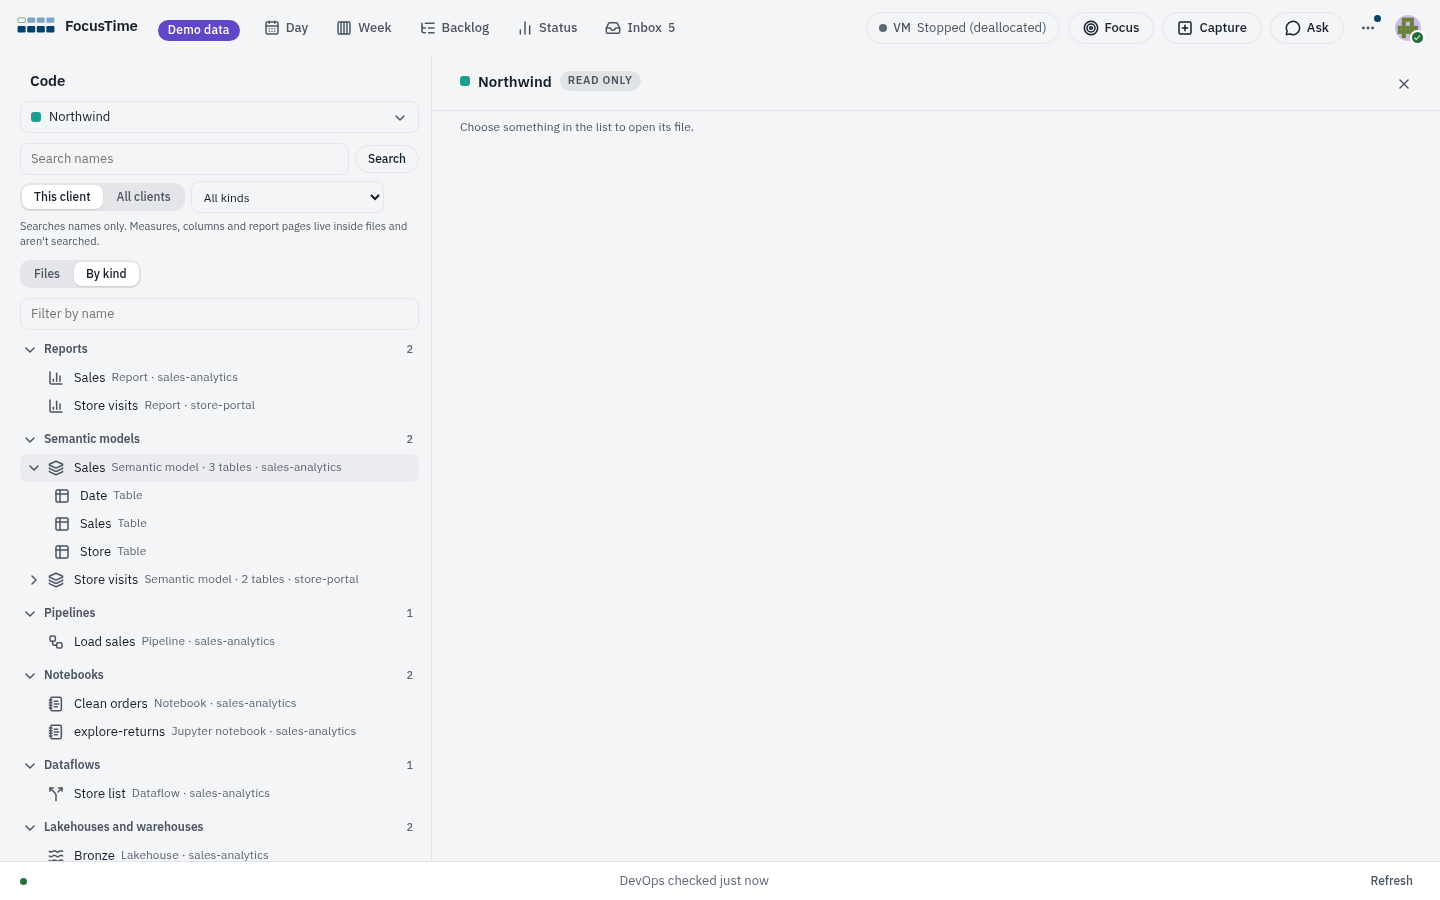 FocusTime
Demo data
Day
Week
Backlog
Status
Inbox 5
VM Stopped (deallocated)
Focus
Capture
Ask
Code
Northwind
Search names
Search
This client
All clients
All kinds
Searches names only. Measures, columns and report pages live inside files and
aren't searched.
Files
By kind
Filter by name
Reports 2
Sales Report · sales-analytics
Store visits Report · store-portal
Semantic models 2
Sales Semantic model · 3 tables · sales-analytics
Date Table
Sales Table
Store Table
Store visits Semantic model · 2 tables · store-portal
Pipelines 1
Load sales Pipeline · sales-analytics
Notebooks 2
Clean orders Notebook · sales-analytics
explore-returns Jupyter notebook · sales-analytics
Dataflows 1
Store list Dataflow · sales-analytics
Lakehouses and warehouses 2
Bronze Lakehouse · sales-analytics
Northwind READ ONLY
Choose something in the list to open its file.
DevOps checked just now
Refresh